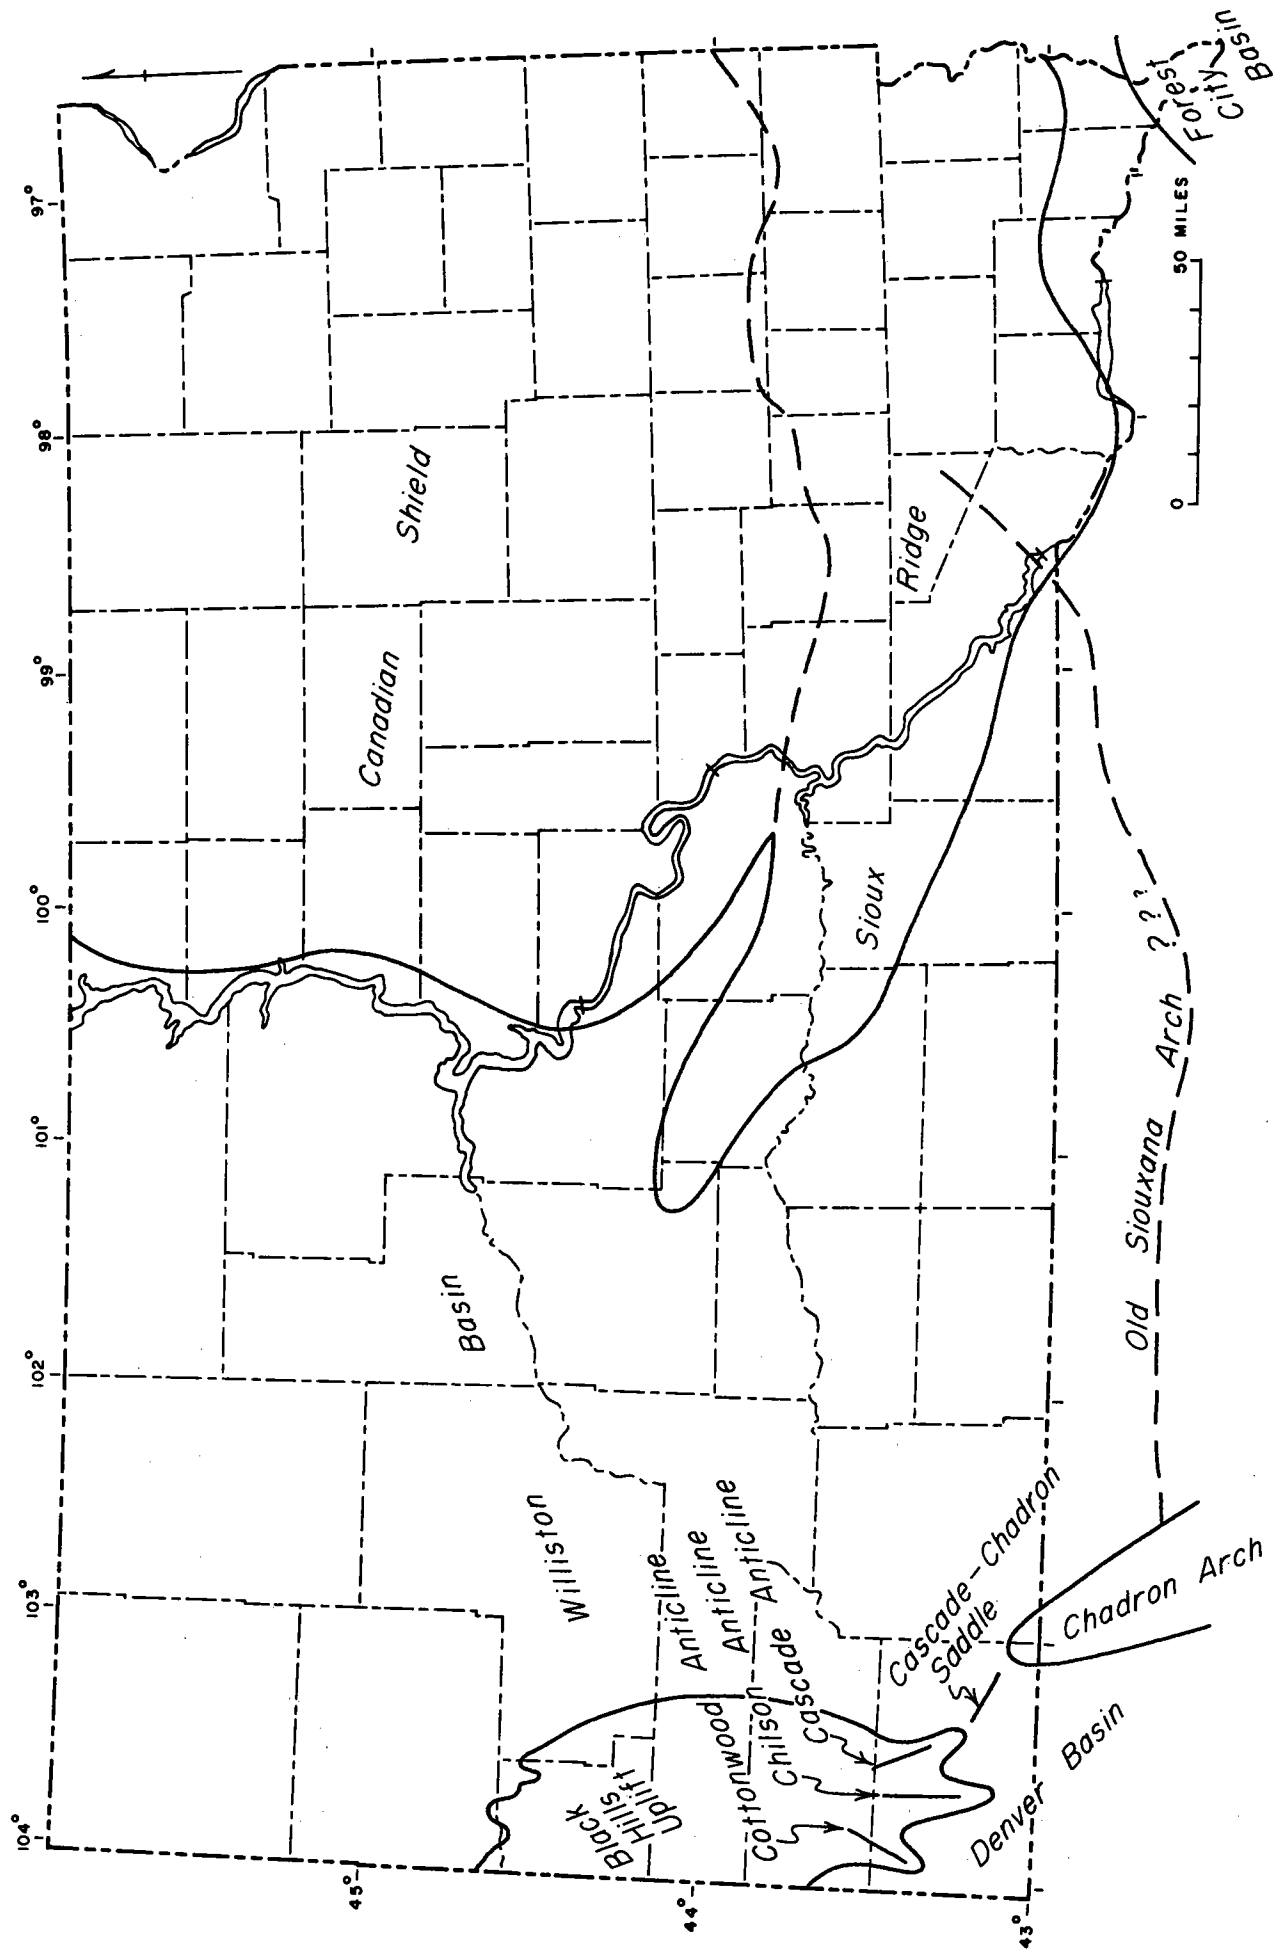 104°
103°
102°
101°
100°
99°
98°
97°
45°
44°
43°
Canadian
Shield
Williston
Basin
Black
Hills
Uplift
Cottonwood Anticline
Chilson Anticline
Cascade Anticline
Cascade-Chadron
Saddle
Denver Basin
Chadron Arch
Sioux
Ridge
Old Siouxana Arch ???
Forest
City
Basin
0
50 MILES